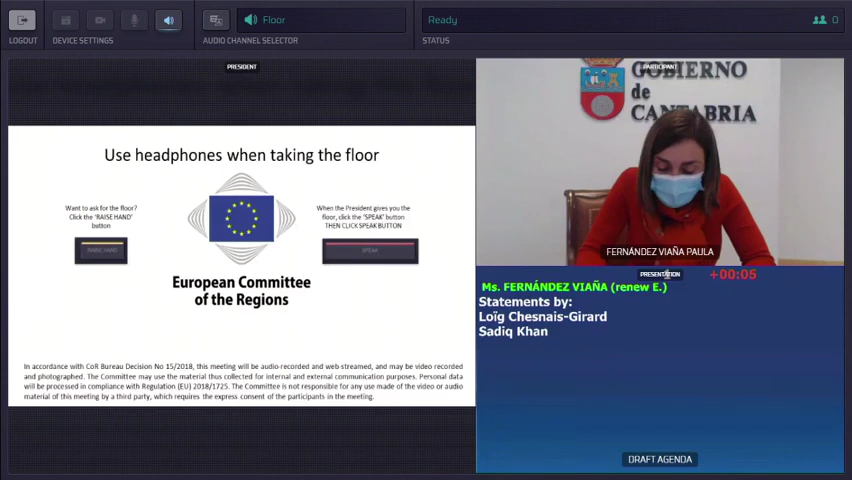 LOGOUT
DEVICE SETTINGS
Floor
AUDIO CHANNEL SELECTOR
Ready
0
STATUS
PRESIDENT
Use headphones when taking the floor
Want to ask for the floor?
Click the 'RAISE HAND'
button
RAISE HAND
When the President gives you the
floor, click the 'SPEAK' button
THEN CLICK SPEAK BUTTON
SPEAK
European Committee
of the Regions
In accordance with CoR Bureau Decision No 15/2018, this meeting will be audio-recorded and web-streamed, and may be video recorded
and photographed. The Committee may use the material thus collected for internal and external communication purposes. Personal data
will be processed in compliance with Regulation (EU) 2018/1725. The Committee is not responsible for any use made of the video or audio
material of this meeting by a third party, which requires the express consent of the participants in the meeting.
PARTICIPANT
GOBIERNO
de
CANTABRIA
FERNÁNDEZ VIAÑA PAULA
PRESENTATION
+00:05
Ms. FERNÁNDEZ VIAÑA (renew E.)
Statements by:
Loïg Chesnais-Girard
Sadiq Khan
DRAFT AGENDA